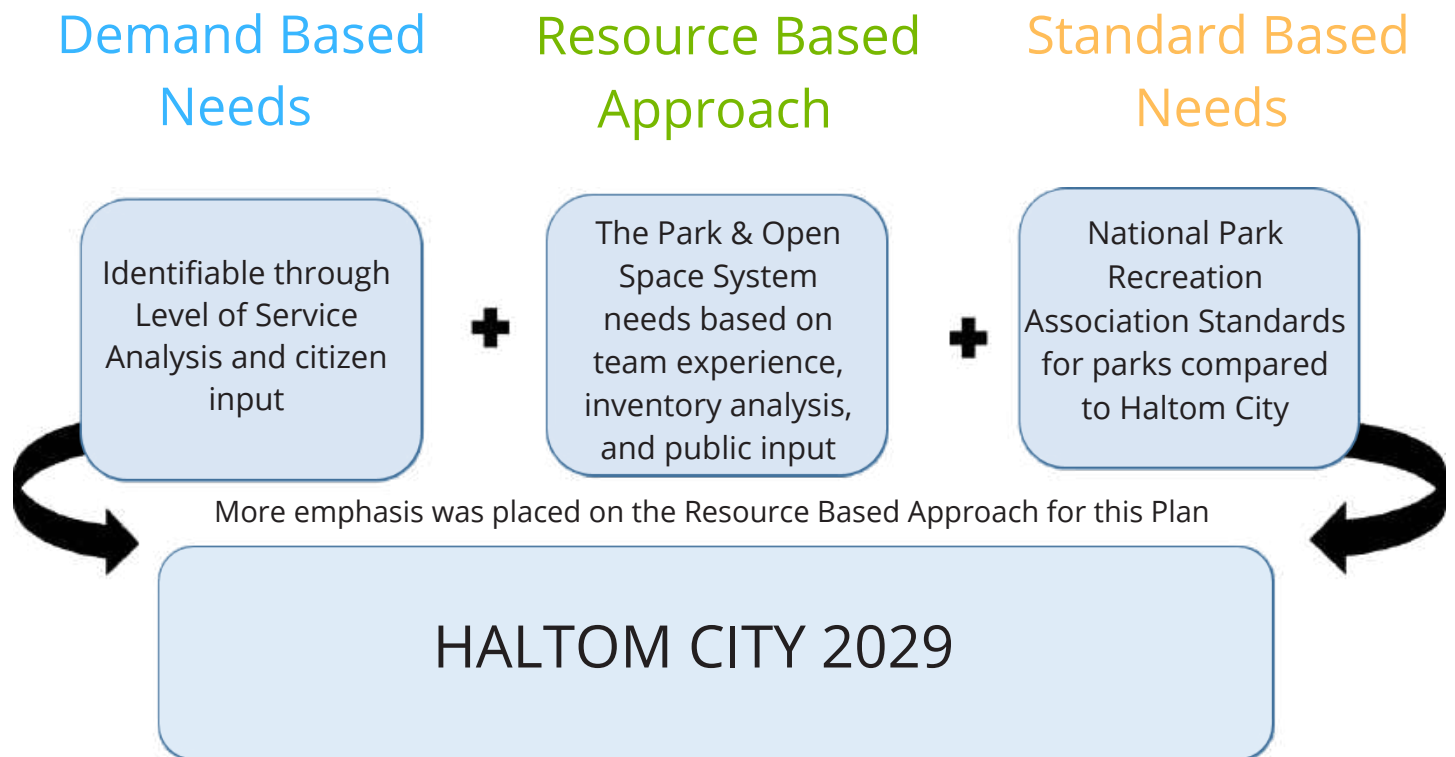 Demand Based
Needs
Resource Based
Approach
Standard Based
Needs
Identifiable through
Level of Service
Analysis and citizen
input
The Park & Open
Space System
needs based on
team experience,
inventory analysis,
and public input
National Park
Recreation
Association Standards
for parks compared
to Haltom City
More emphasis was placed on the Resource Based Approach for this Plan
HALTOM CITY 2029